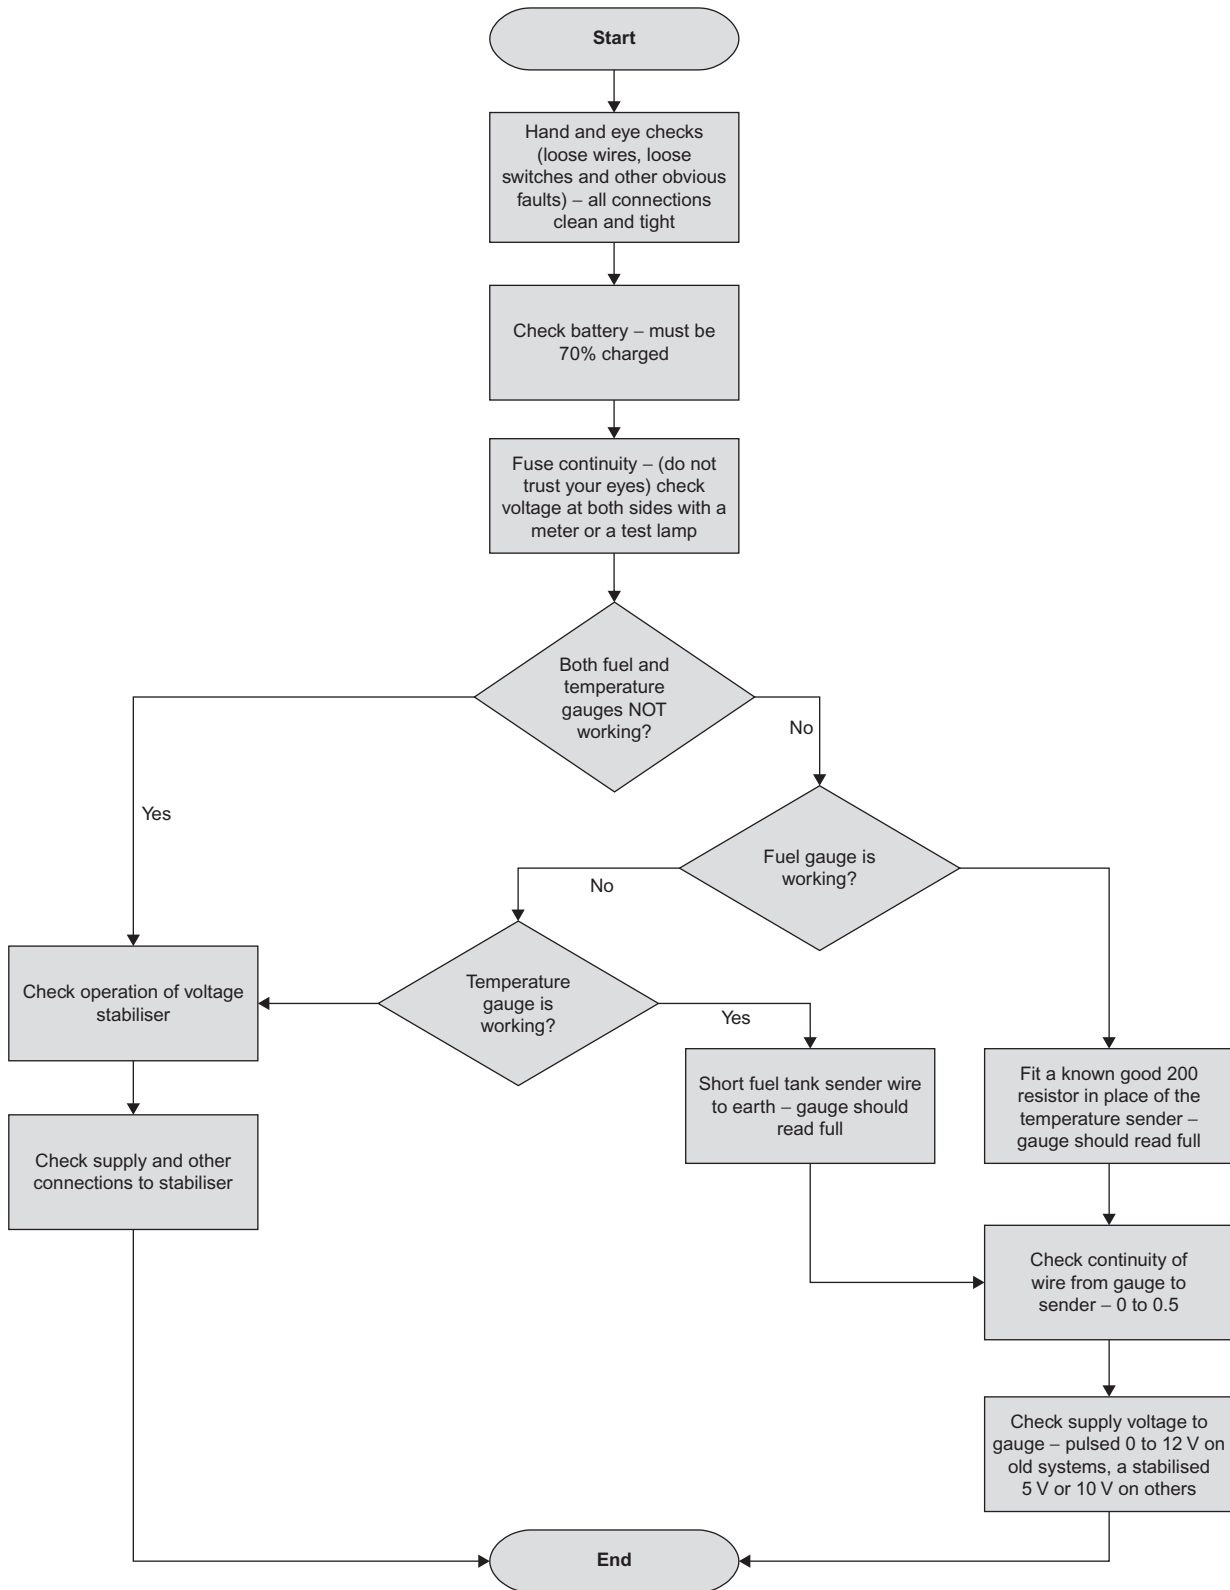 Start
Hand and eye checks
(loose wires, loose
switches and other obvious
faults) – all connections
clean and tight
Check battery – must be
70% charged
Fuse continuity – (do not
trust your eyes) check
voltage at both sides with a
meter or a test lamp
Both fuel and
temperature
gauges NOT
working?
No
Yes
Fuel gauge is
working?
No
Temperature
gauge is
working?
Yes
Check operation of voltage
stabiliser
Short fuel tank sender wire
to earth – gauge should
read full
Fit a known good 200
resistor in place of the
temperature sender –
gauge should read full
Check supply and other
connections to stabiliser
Check continuity of
wire from gauge to
sender – 0 to 0.5
Check supply voltage to
gauge – pulsed 0 to 12 V on
old systems, a stabilised
5 V or 10 V on others
End